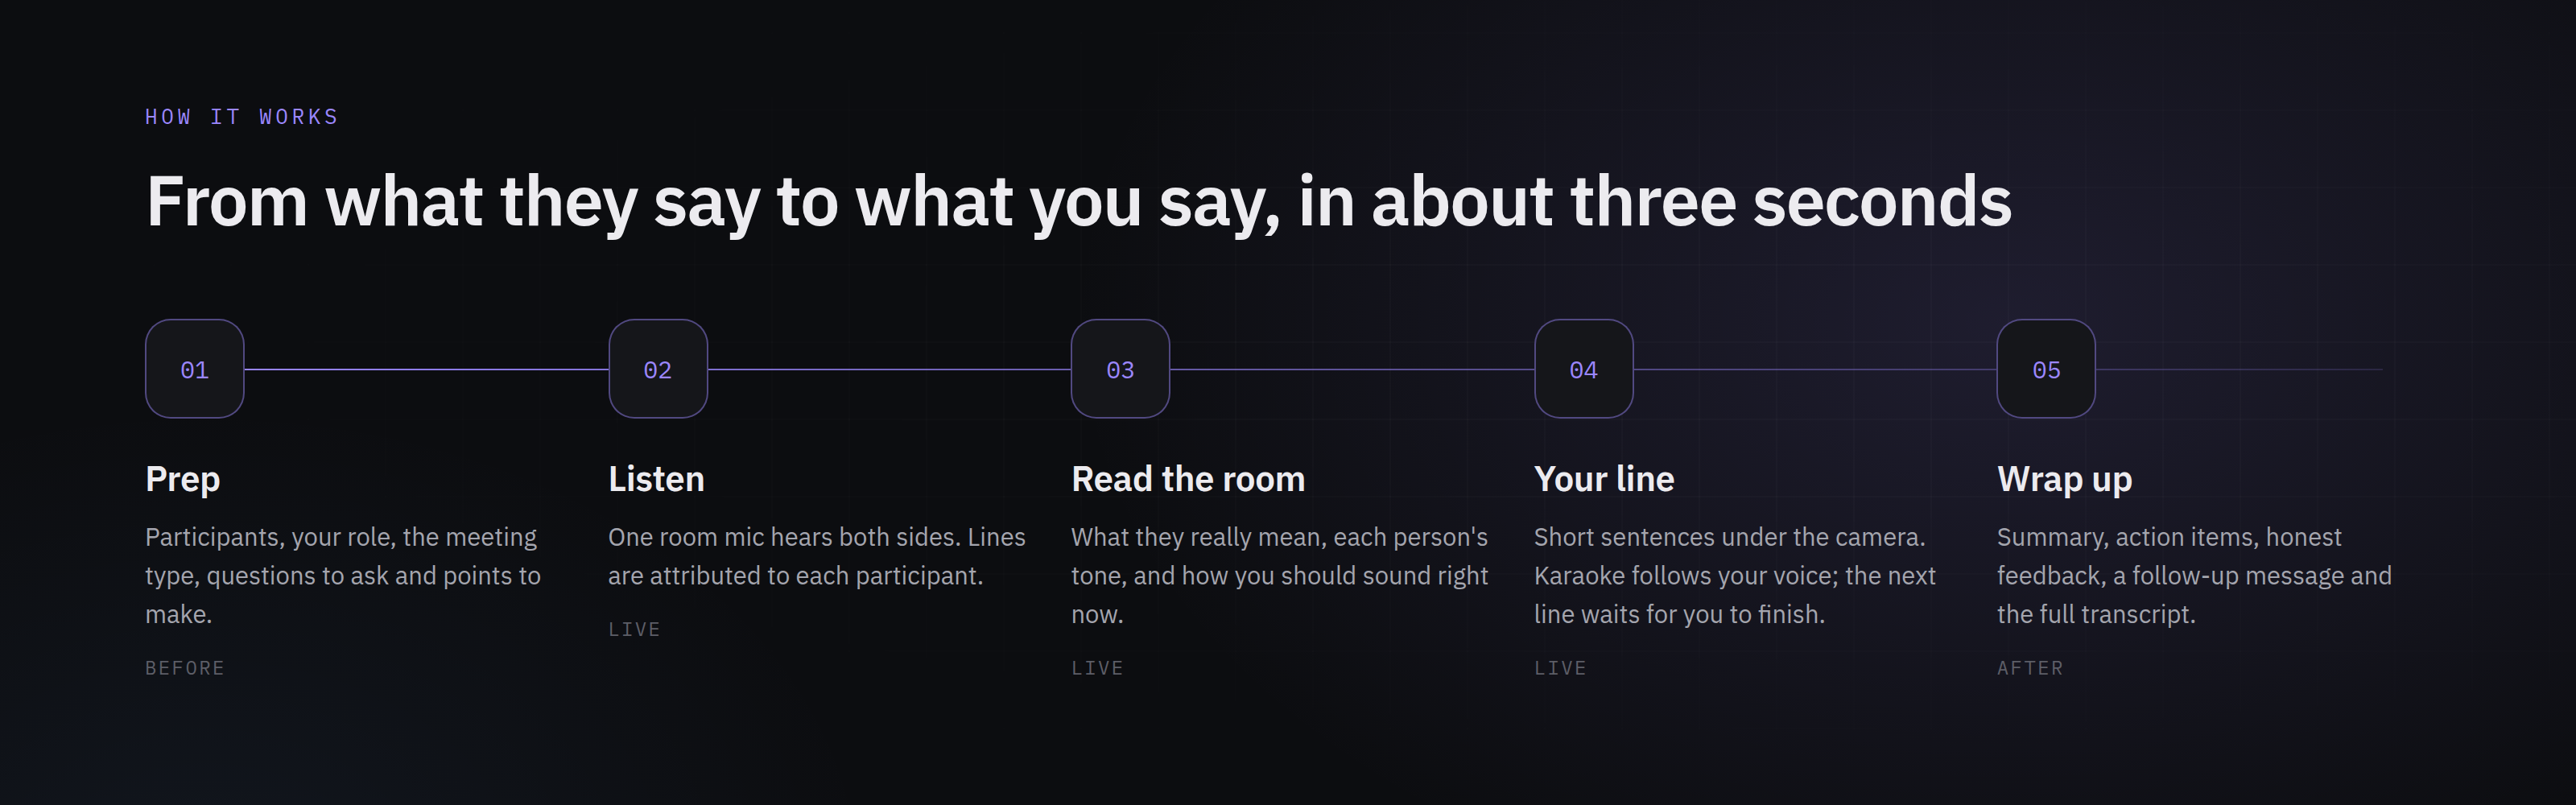 HOW IT WORKS
From what they say to what you say, in about three seconds
01
Prep
Participants, your role, the meeting
type, questions to ask and points to
make.
BEFORE
02
Listen
One room mic hears both sides. Lines
are attributed to each participant.
LIVE
03
Read the room
What they really mean, each person's
tone, and how you should sound right
now.
LIVE
04
Your line
Short sentences under the camera.
Karaoke follows your voice; the next
line waits for you to finish.
LIVE
05
Wrap up
Summary, action items, honest
feedback, a follow-up message and
the full transcript.
AFTER